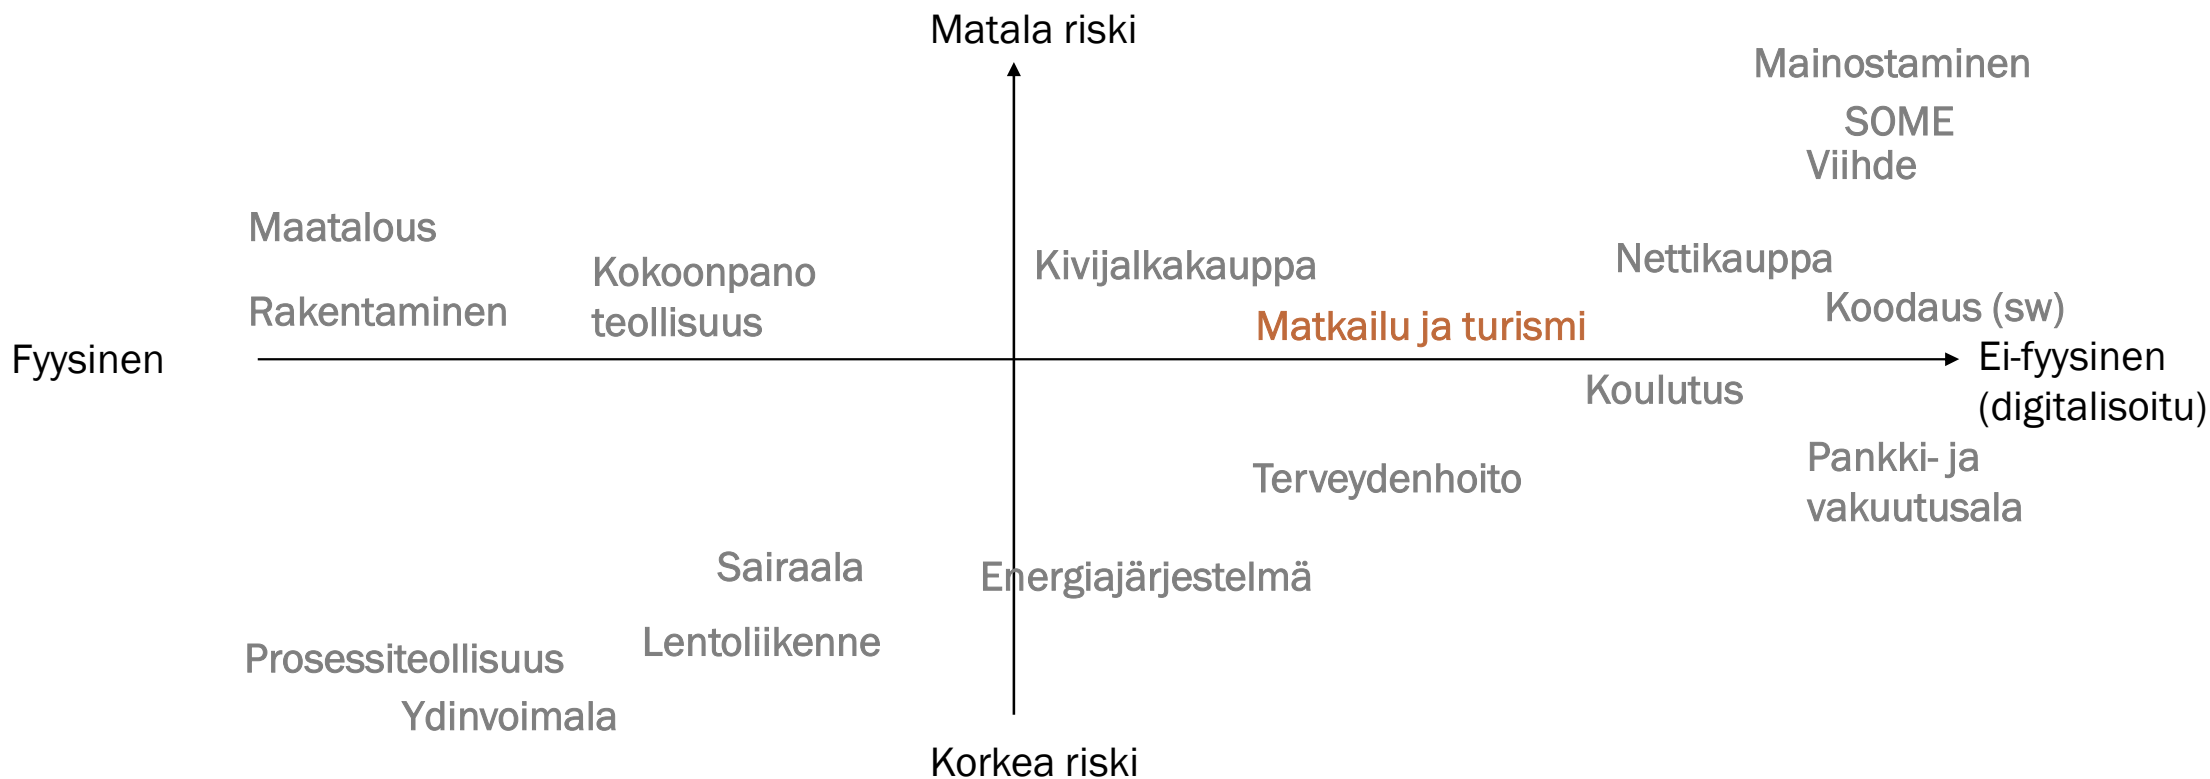 Matala riski
Mainostaminen
SOME
Viihde
Maatalous
Kokoonpano
teollisuus
Kivijalkakauppa
Nettikauppa
Rakentaminen
Matkailu ja turismi
Koodaus (sw)
Fyysinen
Ei-fyysinen
(digitalisoitu)
Koulutus
Terveydenhoito
Pankki- ja
vakuutusala
Sairaala
Energiajärjestelmä
Prosessiteollisuus
Lentoliikenne
Ydinvoimala
Korkea riski